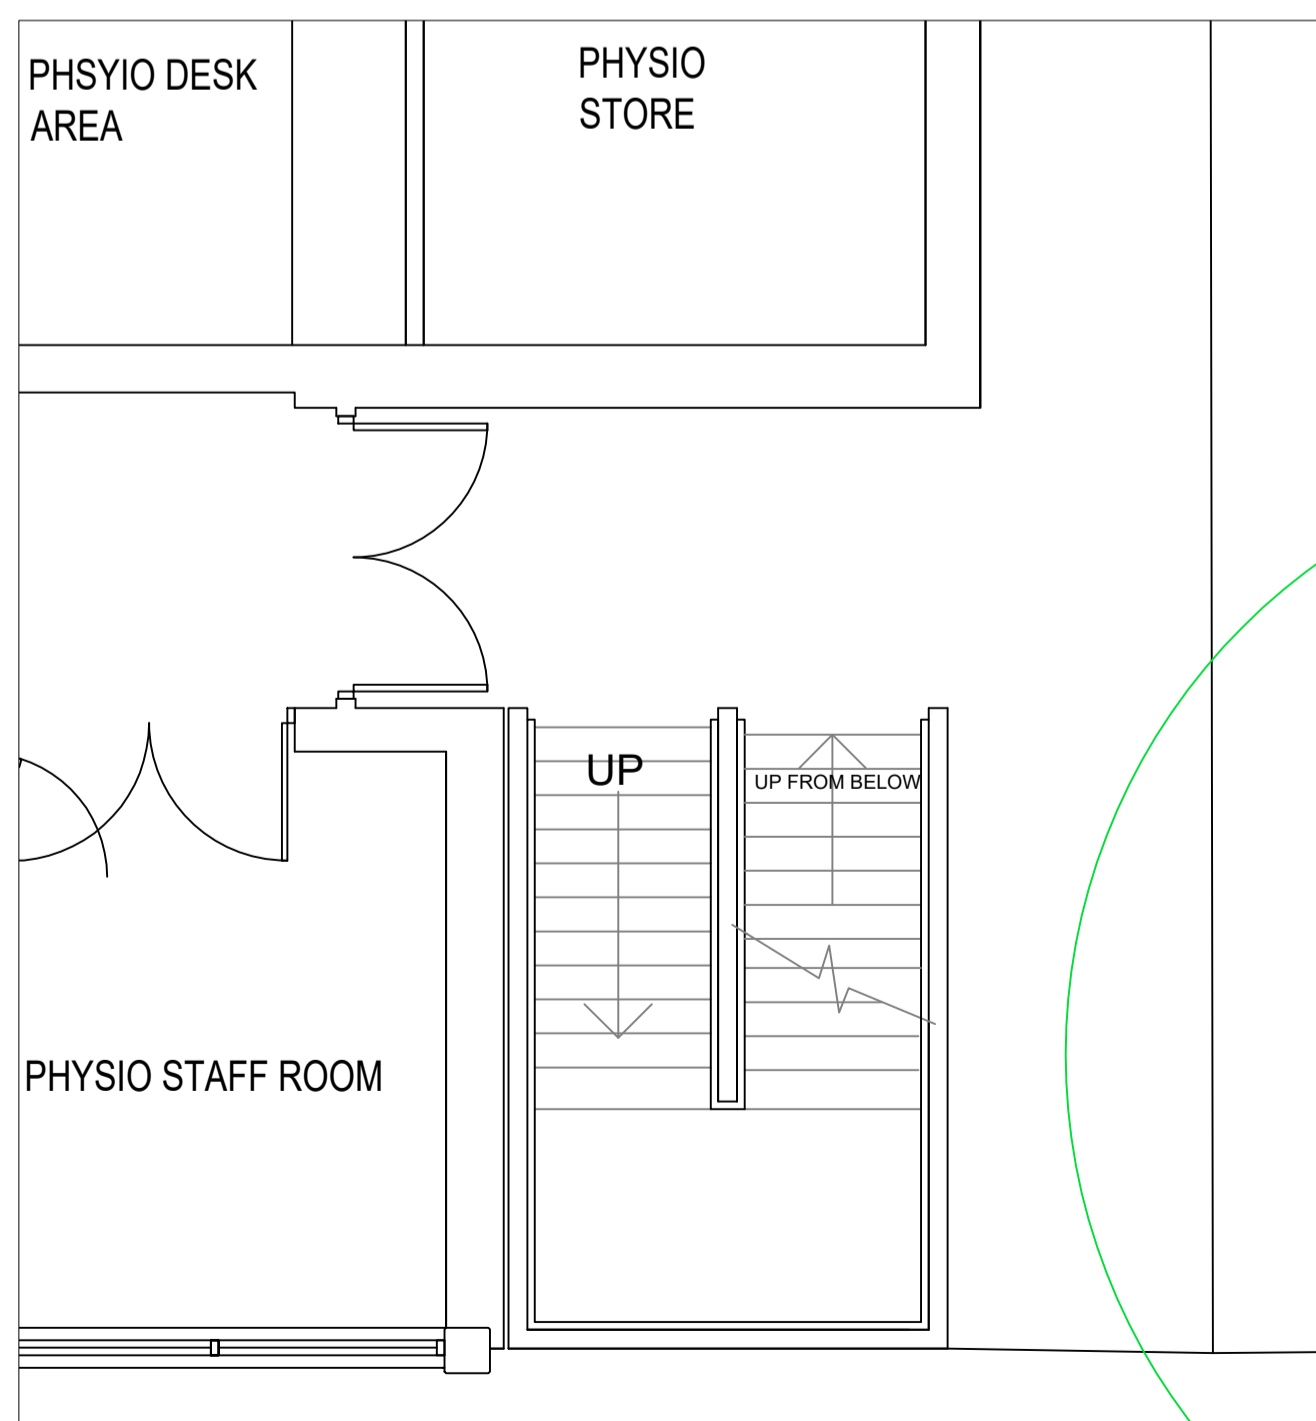 PHSYIO DESK
AREA
PHYSIO
STORE
UP
UP FROM BELOW
PHYSIO STAFF ROOM